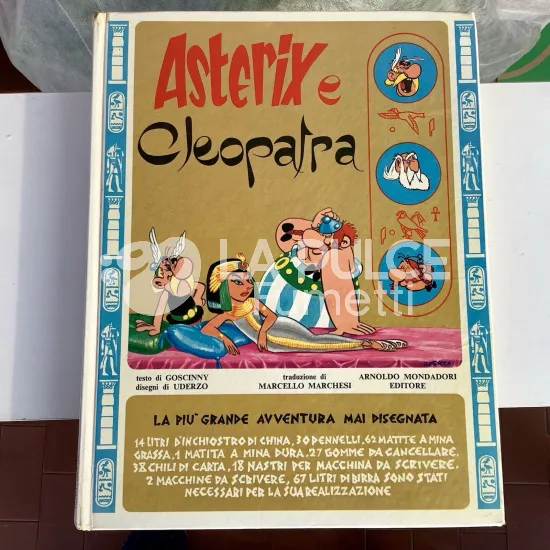 Asterix e
Cleopatra
LA PULCE
fumetti
UDERZO
testo di GOSCINNY
disegni di UDERZO
traduzione di
MARCELLO MARCHESI
ARNOLDO MONDADORI
EDITORE
LA PIU' GRANDE AVVENTURA MAI DISEGNATA
14 LITRI D'INCHIOSTRO DI CHINA, 30 PENNELLI, 62 MATITE A MINA
GRASSA, 1 MATITA A MINA DURA, 27 GOMME DA CANCELLARE,
38 CHILI DI CARTA, 18 NASTRI PER MACCHINA DA SCRIVERE,
2 MACCHINE DA SCRIVERE, 67 LITRI DI BIRRA SONO STATI
NECESSARI PER LA SUA REALIZZAZIONE